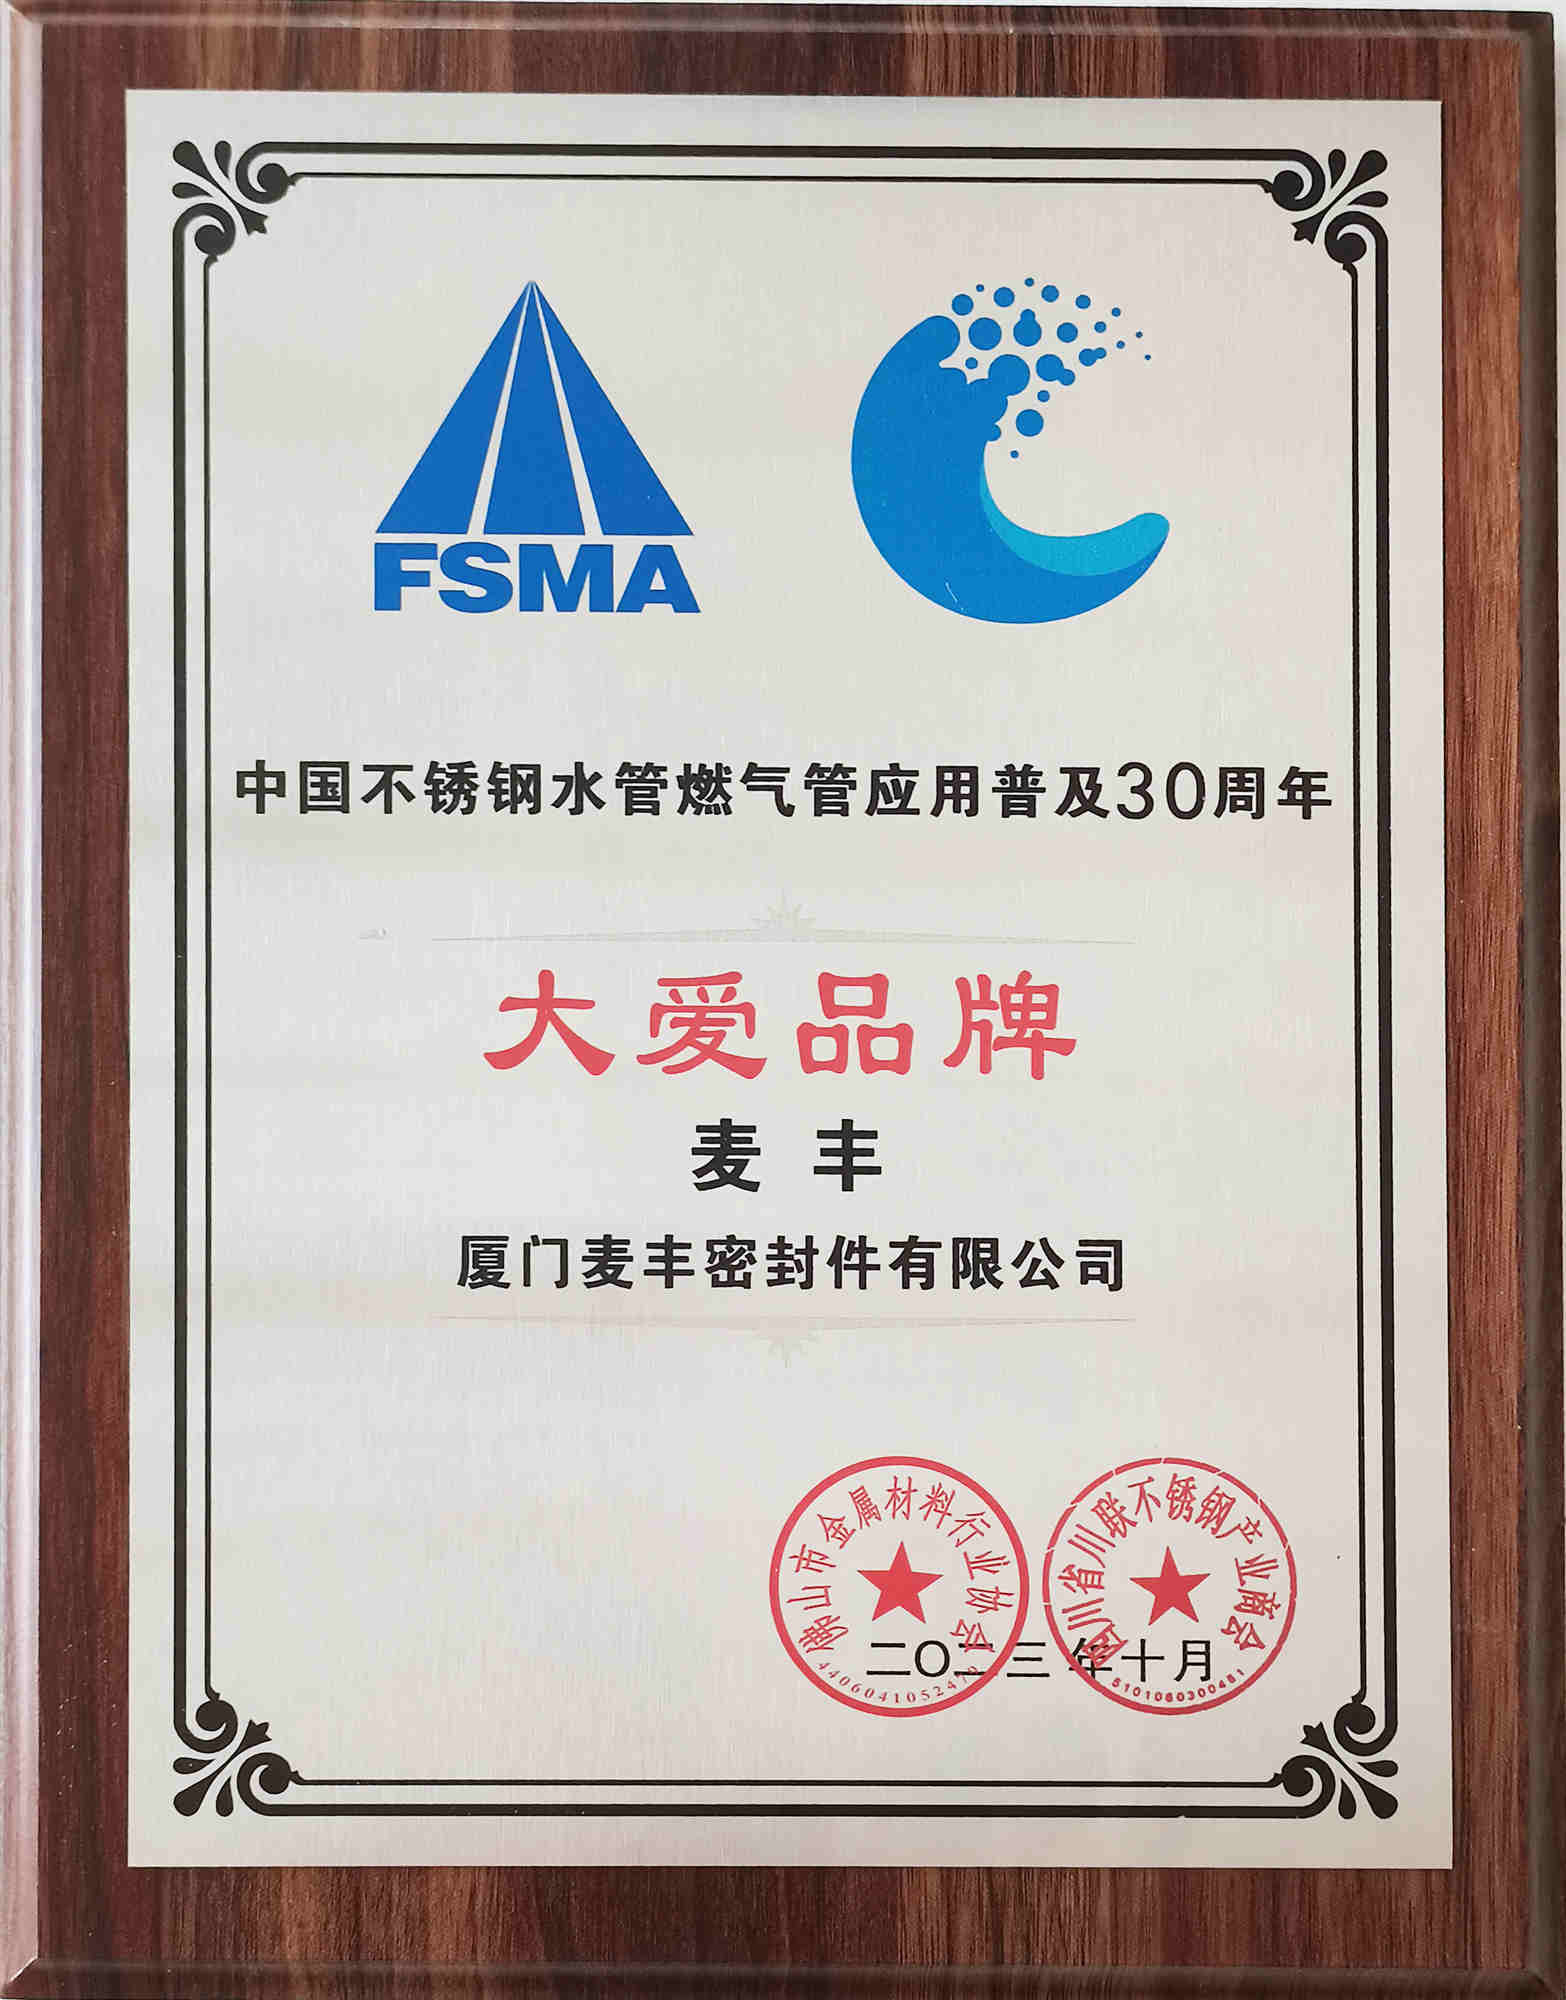 FSMA
中国不锈钢水管燃气管应用普及30周年
大爱品牌
麦丰
厦门麦丰密封件有限公司
佛山市金属材料行业协会
四川省川联不锈钢产业商会
二〇二三年十月
4406041052479
5101060300481